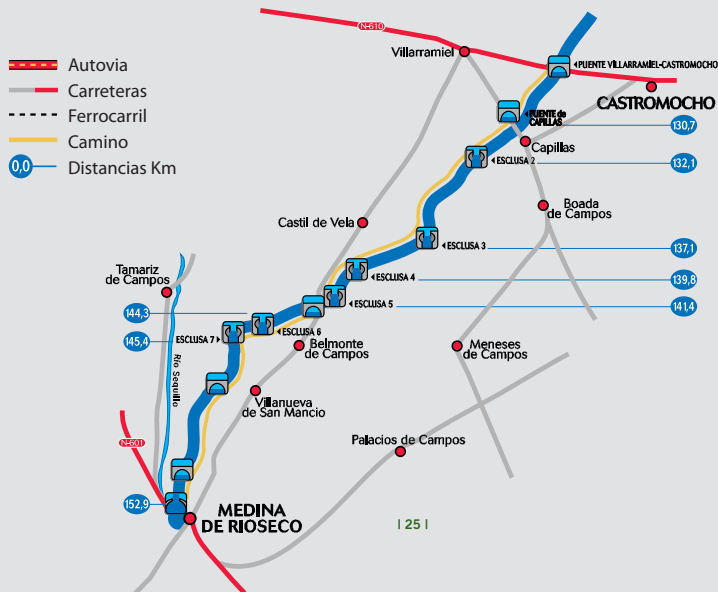 N-610
Villarramiel
PUENTE VILLARRAMIEL-CASTROMOCHO
CASTROMOCHO
Autovia
Carreteras
Ferrocarril
Camino
0,0 Distancias Km
PUENTE de
CAPILLAS
130,7
Capillas
ESCLUSA 2
132,1
Boada
de Campos
Castil de Vela
ESCLUSA 3
137,1
Tamariz
de Campos
ESCLUSA 4
139,8
ESCLUSA 5
141,4
144,3
ESCLUSA 6
145,4
ESCLUSA 7
Belmonte
de Campos
Meneses
de Campos
Río Sequillo
Villanueva
de San Mancio
N-601
Palacios de Campos
152,9
MEDINA
DE RIOSECO
| 25 |